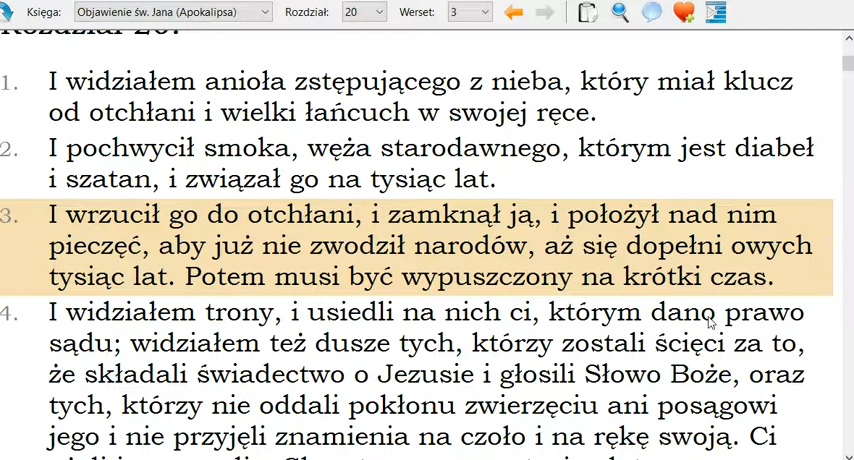 Księga: Objawienie św. Jana (Apokalipsa) Rozdział: 20 Werset: 3
Rozdział 20.
1. I widziałem anioła zstępującego z nieba, który miał klucz
od otchłani i wielki łańcuch w swojej ręce.
2. I pochwycił smoka, węża starodawnego, którym jest diabeł
i szatan, i związał go na tysiąc lat.
3. I wrzucił go do otchłani, i zamknął ją, i położył nad nim
pieczęć, aby już nie zwodził narodów, aż się dopełni owych
tysiąc lat. Potem musi być wypuszczony na krótki czas.
4. I widziałem trony, i usiedli na nich ci, którym dano prawo
sądu; widziałem też dusze tych, którzy zostali ścięci za to,
że składali świadectwo o Jezusie i głosili Słowo Boże, oraz
tych, którzy nie oddali pokłonu zwierzęciu ani posągowi
jego i nie przyjęli znamienia na czoło i na rękę swoją. Ci